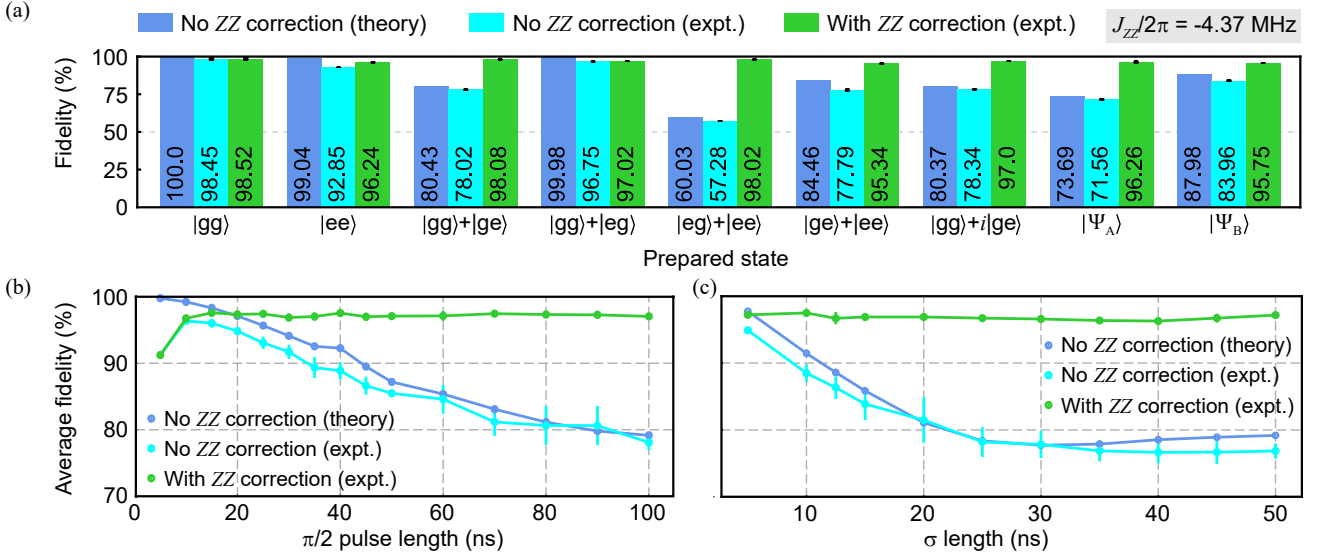 (a)
No ZZ correction (theory)
No ZZ correction (expt.)
With ZZ correction (expt.)
J_ZZ/2π = -4.37 MHz
Fidelity (%)
100
75
50
25
0
100.0
98.45
98.52
99.04
92.85
96.24
80.43
78.02
98.08
99.98
96.75
97.02
60.03
57.28
98.02
84.46
77.79
95.34
80.37
78.34
97.0
73.69
71.56
96.26
87.98
83.96
95.75
|gg⟩
|ee⟩
|gg⟩+|ge⟩
|gg⟩+|eg⟩
|eg⟩+|ee⟩
|ge⟩+|ee⟩
|gg⟩+i|ge⟩
|Ψ_A⟩
|Ψ_B⟩
Prepared state
(b)
Average fidelity (%)
100
90
80
70
No ZZ correction (theory)
No ZZ correction (expt.)
With ZZ correction (expt.)
0
20
40
60
80
100
π/2 pulse length (ns)
(c)
No ZZ correction (theory)
No ZZ correction (expt.)
With ZZ correction (expt.)
10
20
30
40
50
σ length (ns)